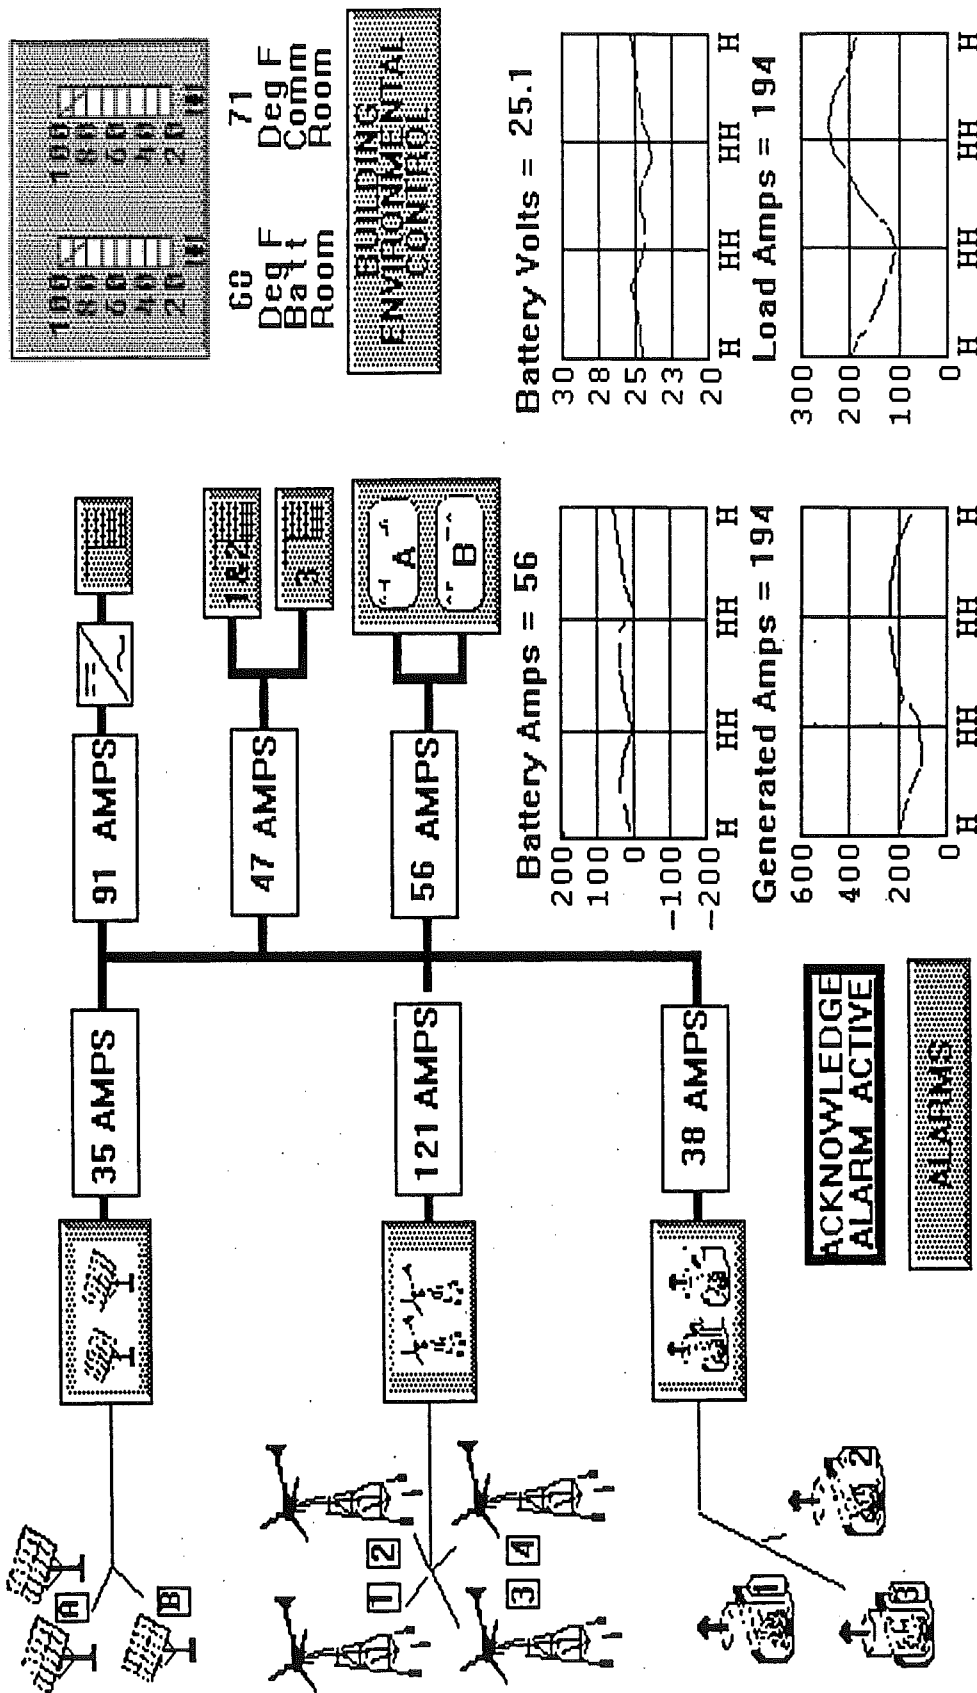 100 100
80 80
60 60
40 40
20 20
A
B
35 AMPS
91 AMPS
60 71
Deg F Deg F
Batt Comm
Room Room
1&2
47 AMPS
3
BUILDING
ENVIRONMENTAL
CONTROL
1 2
3 4
121 AMPS
56 AMPS
A
B
Battery Amps = 56
200
100
0
-100
-200
H HH HH H
Battery Volts = 25.1
30
28
25
23
20
H HH HH H
1
2
3
38 AMPS
Generated Amps = 194
600
400
200
0
H HH HH H
Load Amps = 194
300
200
100
0
H HH HH H
ACKNOWLEDGE
ALARM ACTIVE
ALARMS